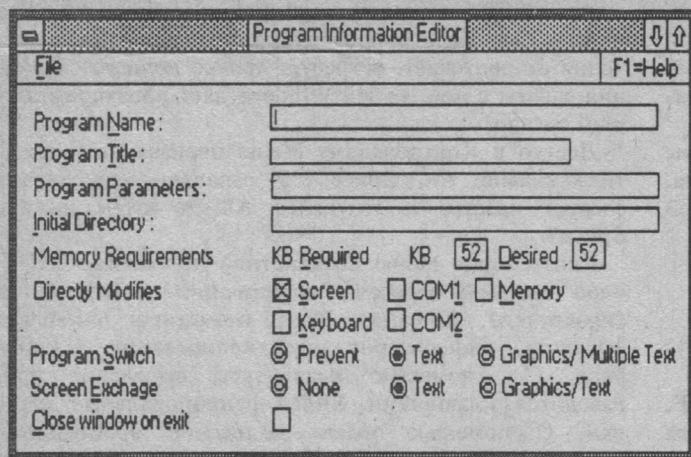 Program Information Editor
File F1=Help
Program Name:
Program Title:
Program Parameters:
Initial Directory:
Memory Requirements KB Required KB 52 Desired 52
Directly Modifies Screen COM1 Memory
Keyboard COM2
Program Switch Prevent Text Graphics/Multiple Text
Screen Exchage None Text Graphics/Text
Close window on exit